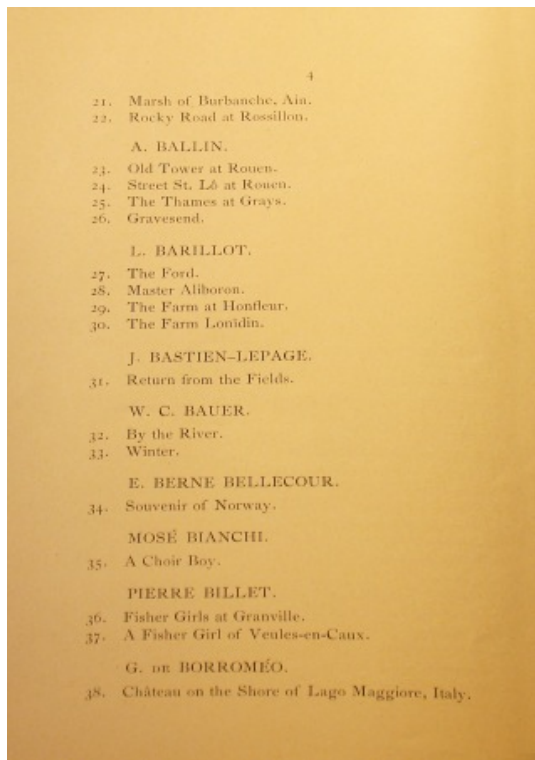 4
21. Marsh of Burbanche, Ain.
22. Rocky Road at Rossillon.
A. BALLIN.
23. Old Tower at Rouen.
24. Street St. Lô at Rouen.
25. The Thames at Grays.
26. Gravesend.
L. BARILLOT.
27. The Ford.
28. Master Aliboron.
29. The Farm at Honfleur.
30. The Farm Lonidin.
J. BASTIEN-LEPAGE.
31. Return from the Fields.
W. C. BAUER.
32. By the River.
33. Winter.
E. BERNE BELLECOUR.
34. Souvenir of Norway.
MOSÉ BIANCHI.
35. A Choir Boy.
PIERRE BILLET.
36. Fisher Girls at Granville.
37. A Fisher Girl of Veules-en-Caux.
G. DE BORROMÉO.
38. Château on the Shore of Lago Maggiore, Italy.